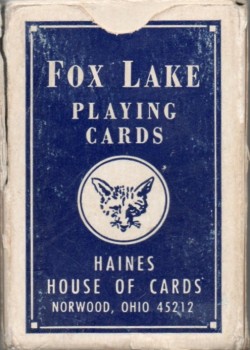 FOX LAKE
PLAYING
CARDS
HAINES
HOUSE OF CARDS
NORWOOD, OHIO 45212